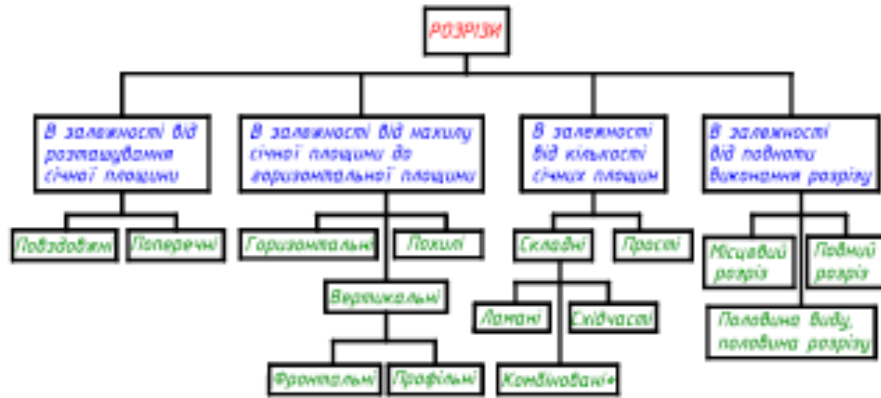 РОЗРІЗИ
В залежності від
розташування
січної площини
В залежності від нахилу
січної площини до
горизонтальної площини
В залежності
від кількості
січних площин
В залежності
від повноти
виконання розрізу
Повздовжні
Поперечні
Горизонтальні
Похилі
Складні
Прості
Місцевий
розріз
Повний
розріз
Вертикальні
Ламані
Східчасті
Половина виду,
половина розрізу
Фронтальні
Профільні
Комбіновані*